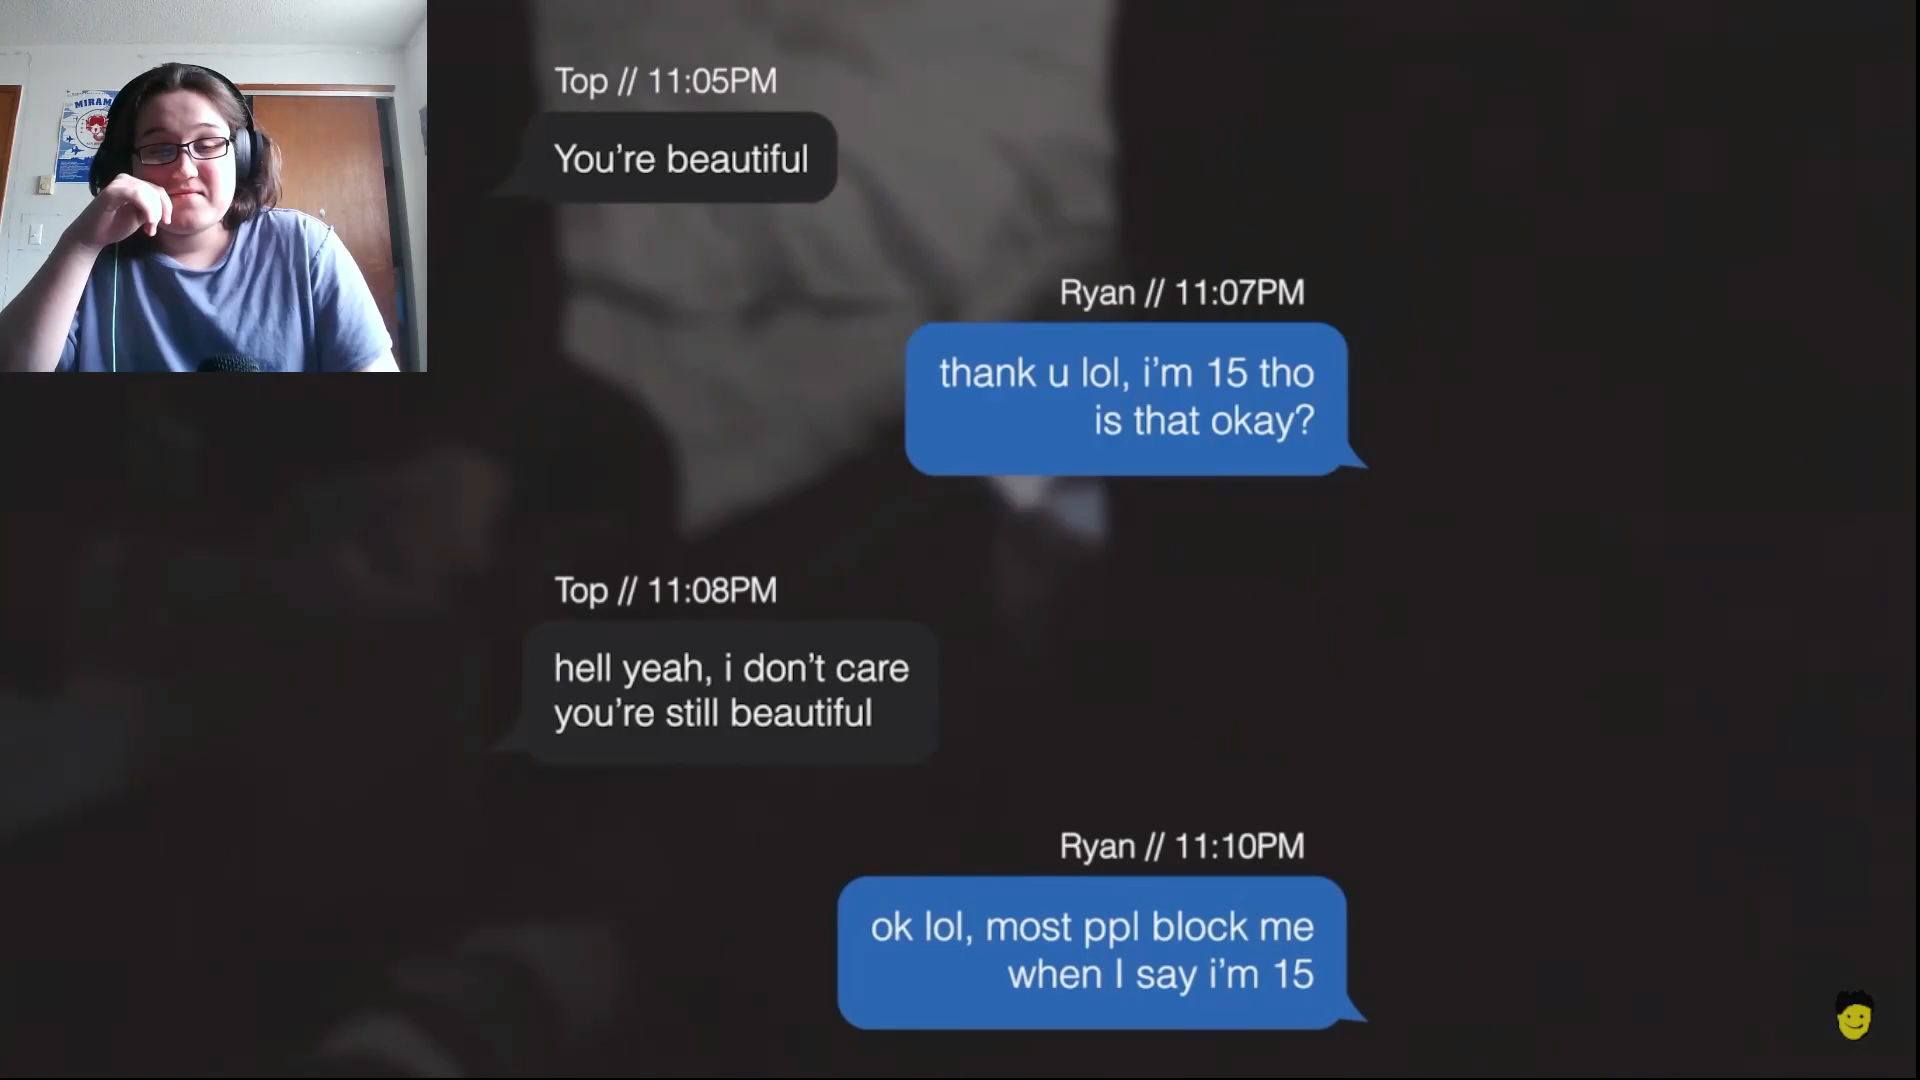 MIRAM
Top // 11:05PM
You’re beautiful
Ryan // 11:07PM
thank u lol, i’m 15 tho
is that okay?
Top // 11:08PM
hell yeah, i don’t care
you’re still beautiful
Ryan // 11:10PM
ok lol, most ppl block me
when I say i’m 15